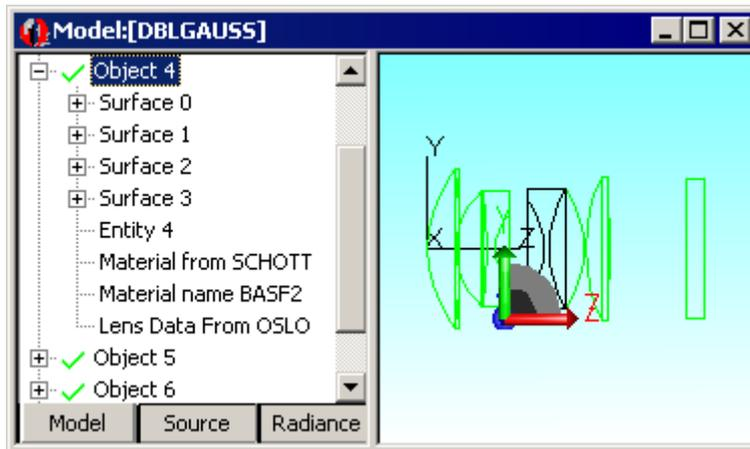 Model:[DBLGAUSS]
Object 4
Surface 0
Surface 1
Surface 2
Surface 3
Entity 4
Material from SCHOTT
Material name BASF2
Lens Data From OSLO
Object 5
Object 6
Model Source Radiance
Y
X Z
Y
Z